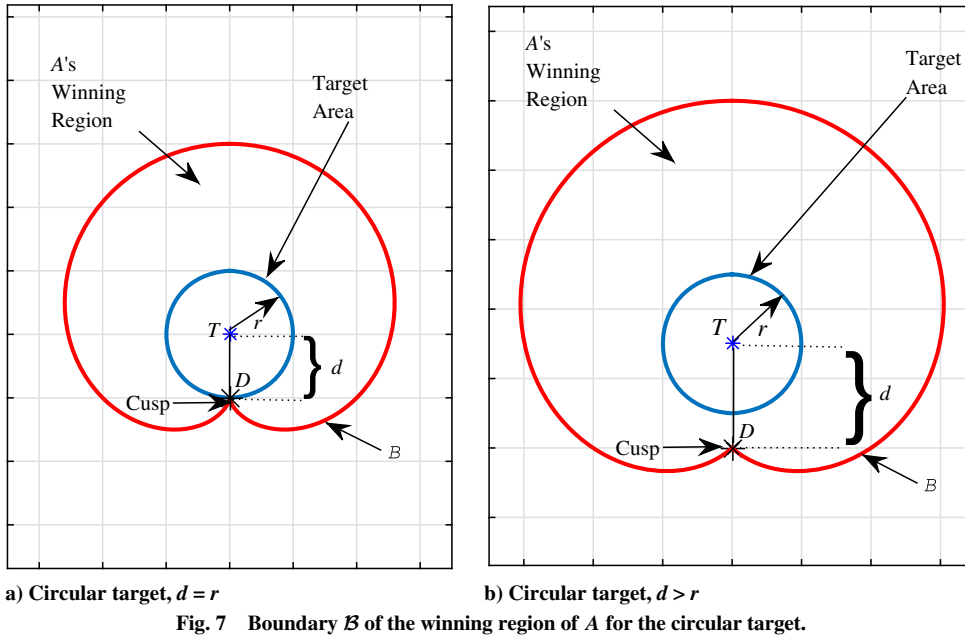 A's
Winning
Region
Target
Area
T
r
d
D
Cusp
B
A's
Winning
Region
Target
Area
T
r
d
D
Cusp
B
a) Circular target, d = r
b) Circular target, d > r
Fig. 7 Boundary B of the winning region of A for the circular target.